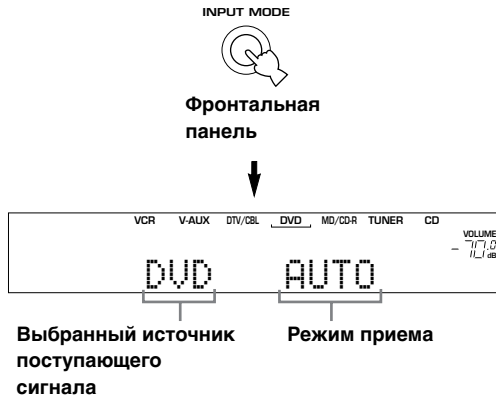 INPUT MODE
Фронтальная
панель
VCR V-AUX DTV/CBL DVD MD/CD-R TUNER CD
VOLUME
dB
DVD AUTO
Выбранный источник
поступающего
сигнала
Режим приема